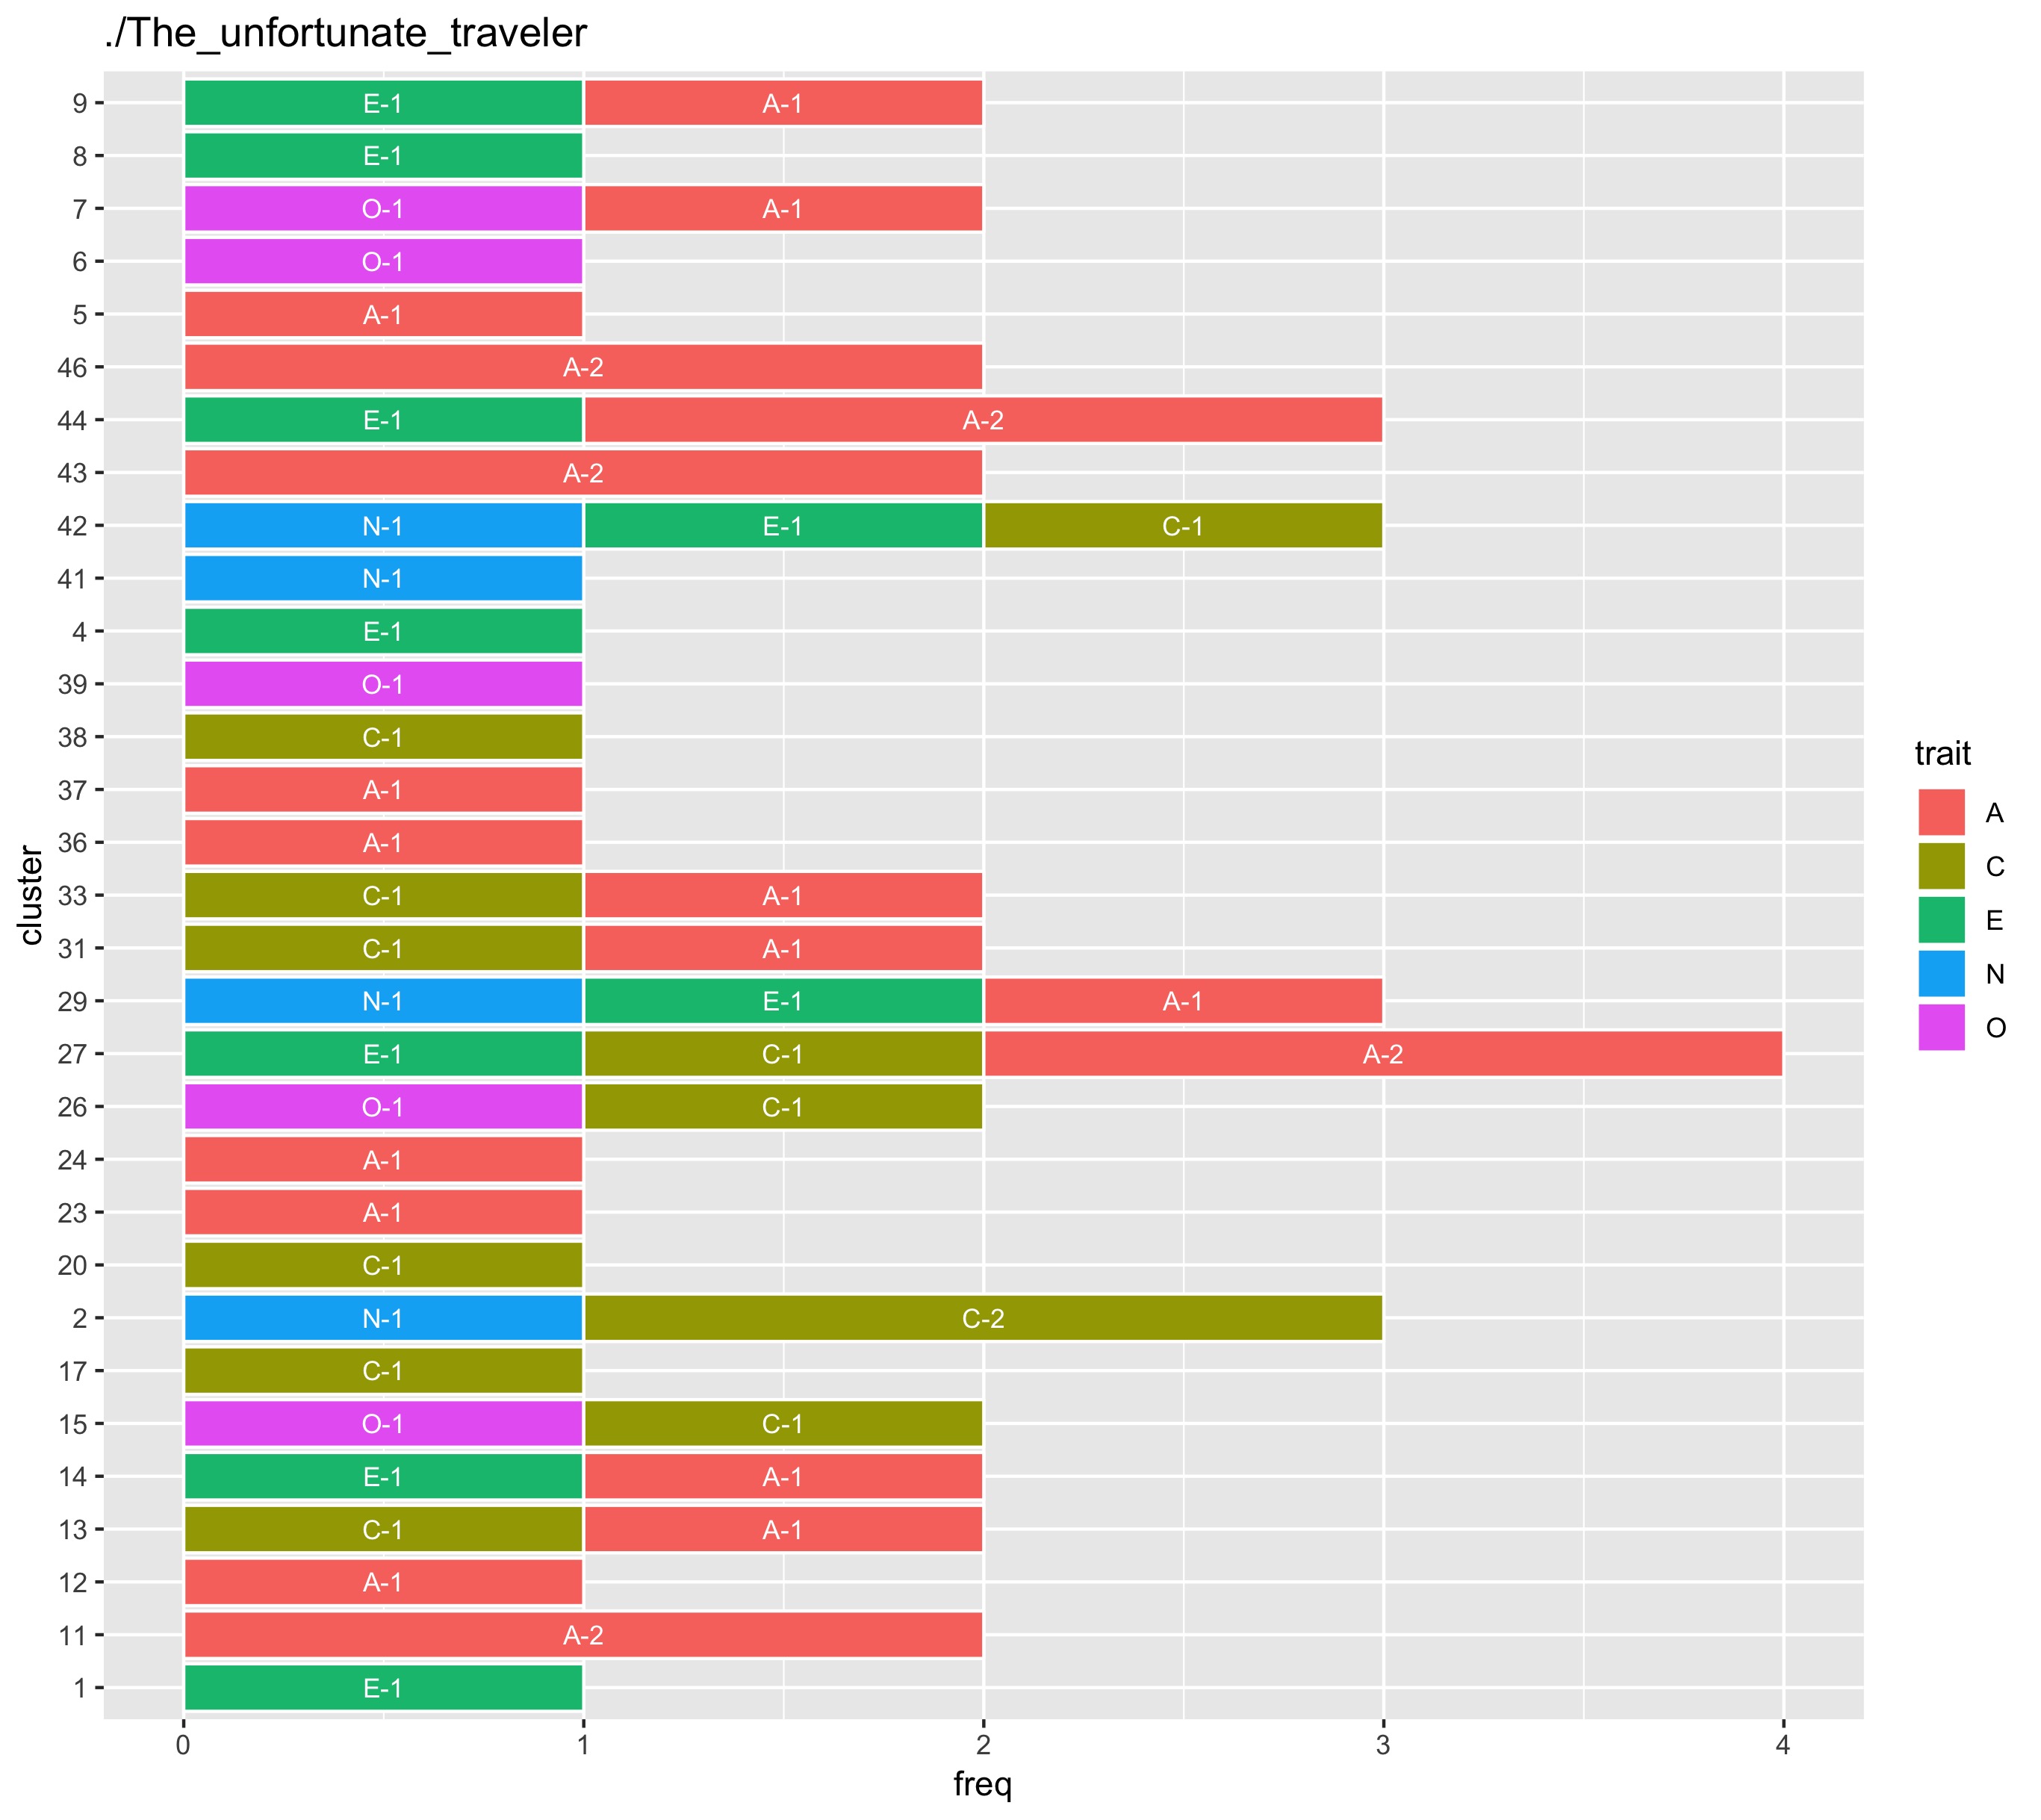 ./The_unfortunate_traveler
cluster
9 E-1 A-1
8 E-1
7 O-1 A-1
6 O-1
5 A-1
46 A-2
44 E-1 A-2
43 A-2
42 N-1 E-1 C-1
41 N-1
4 E-1
39 O-1
38 C-1
37 A-1
36 A-1
33 C-1 A-1
31 C-1 A-1
29 N-1 E-1 A-1
27 E-1 C-1 A-2
26 O-1 C-1
24 A-1
23 A-1
20 C-1
2 N-1 C-2
17 C-1
15 O-1 C-1
14 E-1 A-1
13 C-1 A-1
12 A-1
11 A-2
1 E-1
0 1 2 3 4
freq
trait
A
C
E
N
O